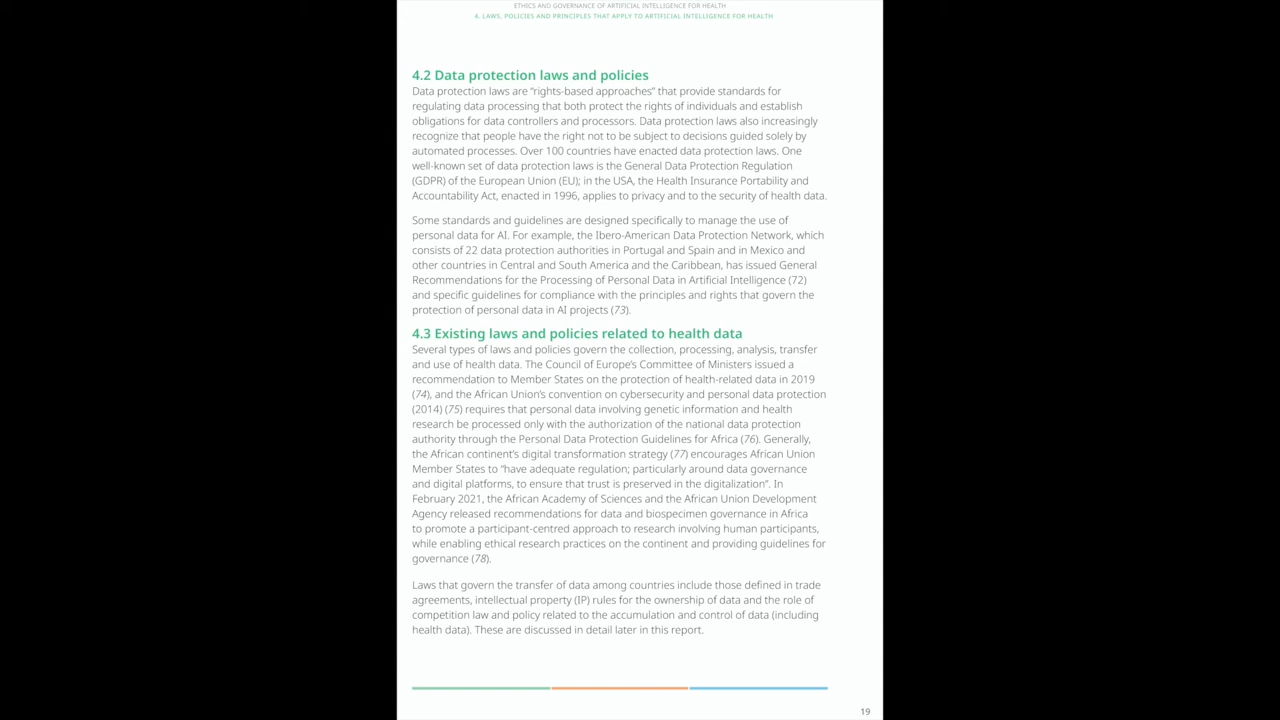 ETHICS AND GOVERNANCE OF ARTIFICIAL INTELLIGENCE FOR HEALTH
4. LAWS, POLICIES AND PRINCIPLES THAT APPLY TO ARTIFICIAL INTELLIGENCE FOR HEALTH
4.2 Data protection laws and policies
Data protection laws are “rights-based approaches” that provide standards for
regulating data processing that both protect the rights of individuals and establish
obligations for data controllers and processors. Data protection laws also increasingly
recognize that people have the right not to be subject to decisions guided solely by
automated processes. Over 100 countries have enacted data protection laws. One
well-known set of data protection laws is the General Data Protection Regulation
(GDPR) of the European Union (EU); in the USA, the Health Insurance Portability and
Accountability Act, enacted in 1996, applies to privacy and to the security of health data.
Some standards and guidelines are designed specifically to manage the use of
personal data for AI. For example, the Ibero-American Data Protection Network, which
consists of 22 data protection authorities in Portugal and Spain and in Mexico and
other countries in Central and South America and the Caribbean, has issued General
Recommendations for the Processing of Personal Data in Artificial Intelligence (72)
and specific guidelines for compliance with the principles and rights that govern the
protection of personal data in AI projects (73).
4.3 Existing laws and policies related to health data
Several types of laws and policies govern the collection, processing, analysis, transfer
and use of health data. The Council of Europe’s Committee of Ministers issued a
recommendation to Member States on the protection of health-related data in 2019
(74), and the African Union’s convention on cybersecurity and personal data protection
(2014) (75) requires that personal data involving genetic information and health
research be processed only with the authorization of the national data protection
authority through the Personal Data Protection Guidelines for Africa (76). Generally,
the African continent’s digital transformation strategy (77) encourages African Union
Member States to “have adequate regulation; particularly around data governance
and digital platforms, to ensure that trust is preserved in the digitalization”. In
February 2021, the African Academy of Sciences and the African Union Development
Agency released recommendations for data and biospecimen governance in Africa
to promote a participant-centred approach to research involving human participants,
while enabling ethical research practices on the continent and providing guidelines for
governance (78).
Laws that govern the transfer of data among countries include those defined in trade
agreements, intellectual property (IP) rules for the ownership of data and the role of
competition law and policy related to the accumulation and control of data (including
health data). These are discussed in detail later in this report.
19